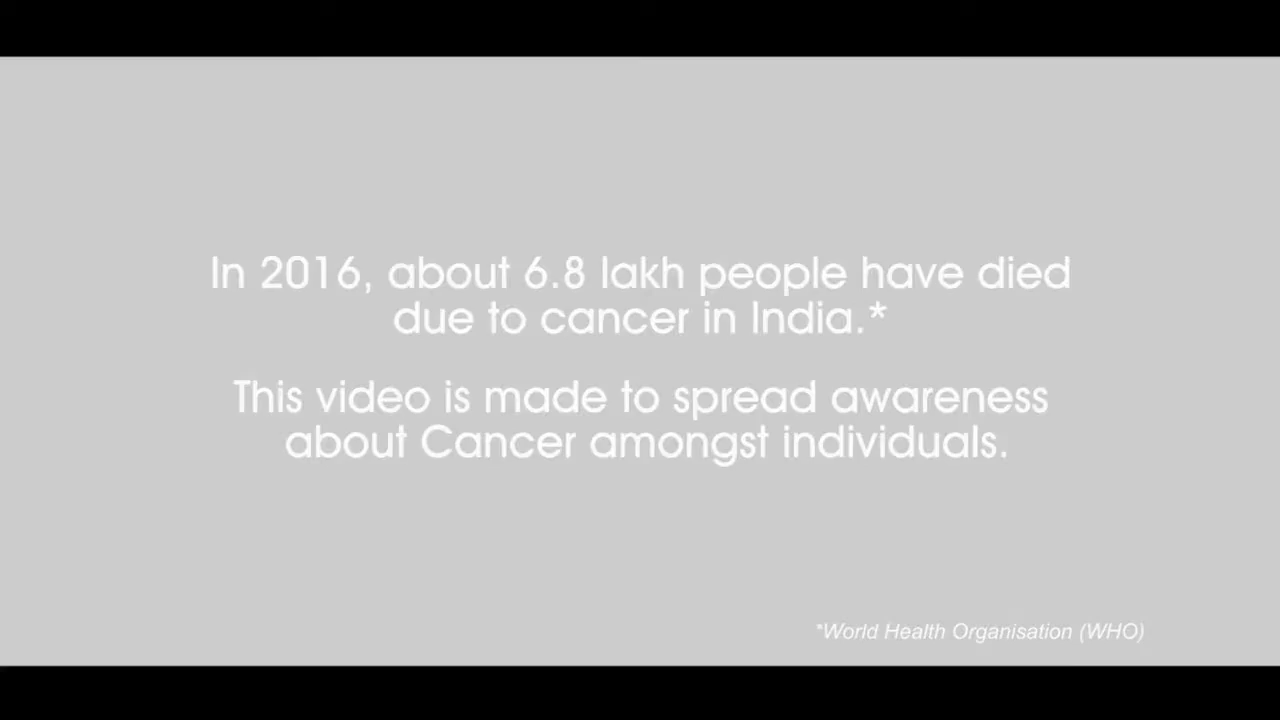 In 2016, about 6.8 lakh people have died
due to cancer in India.*
This video is made to spread awareness
about Cancer amongst individuals.
*World Health Organisation (WHO)